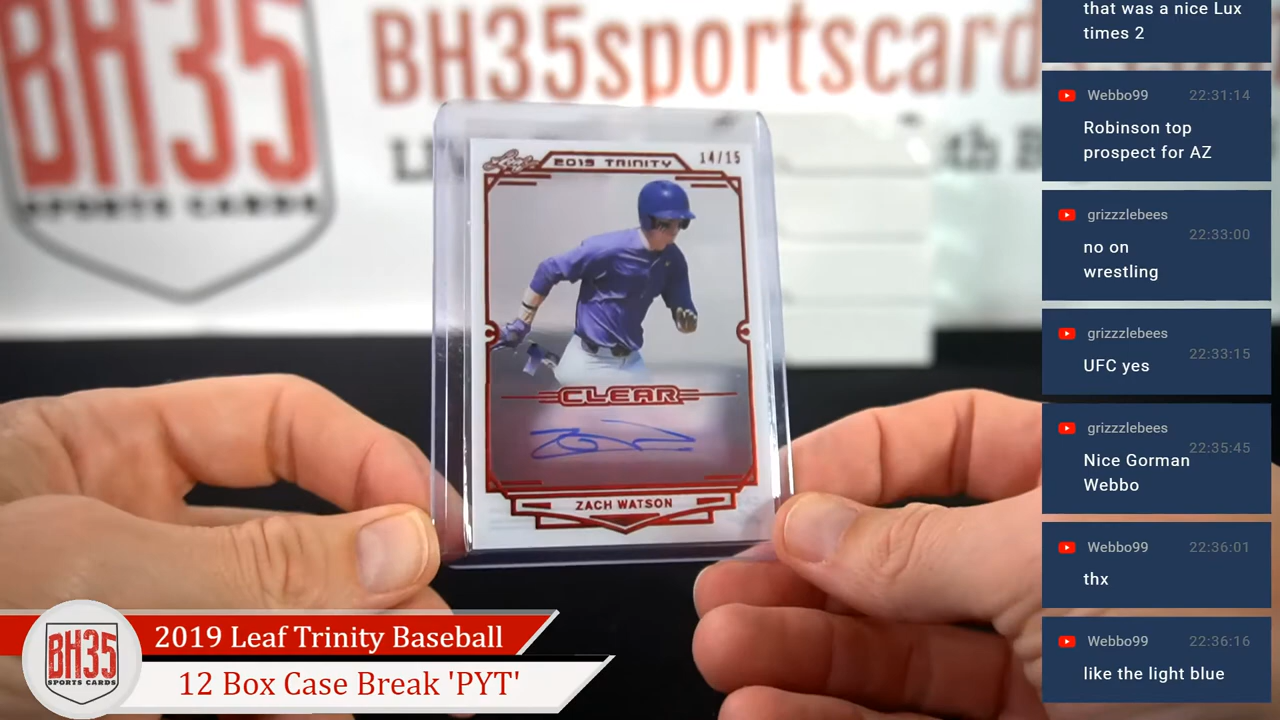 BH35
SPORTS CARDS
BH35sportscard
Leaf
2019 TRINITY
14/15
CLEAR
ZACH WATSON
BH35
SPORTS CARDS
2019 Leaf Trinity Baseball
12 Box Case Break 'PYT'
that was a nice Lux
times 2
Webbo99 22:31:14
Robinson top
prospect for AZ
grizzzlebees
22:33:00
no on
wrestling
grizzzlebees
22:33:15
UFC yes
grizzzlebees
22:35:45
Nice Gorman
Webbo
Webbo99 22:36:01
thx
Webbo99 22:36:16
like the light blue